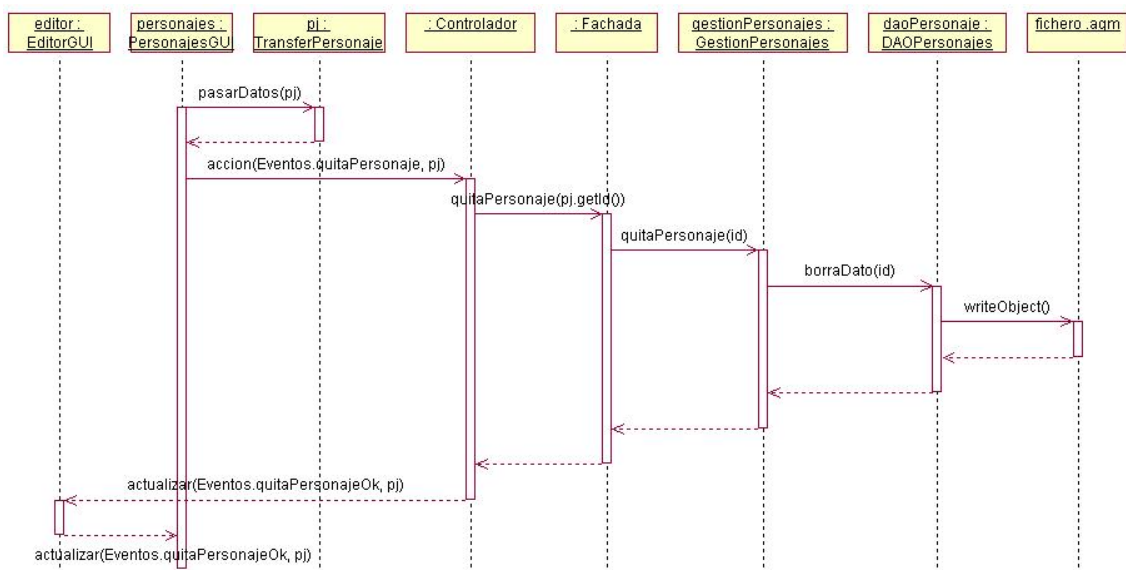 editor :
EditorGUI
personajes :
PersonajesGUI
pj :
TransferPersonaje
: Controlador
: Fachada
gestionPersonajes :
GestionPersonajes
daoPersonaje :
DAOPersonajes
fichero .aqm
pasarDatos(pj)
accion(Eventos.quitaPersonaje, pj)
quitaPersonaje(pj.getId())
quitaPersonaje(id)
borraDato(id)
writeObject()
actualizar(Eventos.quitaPersonajeOk, pj)
actualizar(Eventos.quitaPersonajeOk, pj)